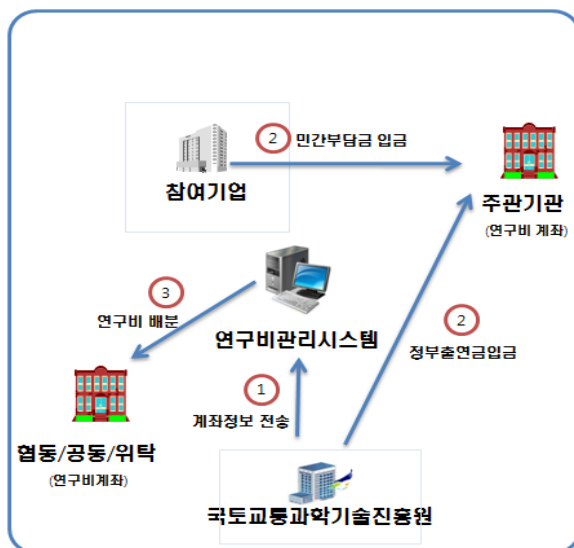 ② 민간부담금 입금
참여기업
주관기관
(연구비 계좌)
③
연구비 배분
연구비관리시스템
②
정부출연금입금
①
계좌정보 전송
협동/공동/위탁
(연구비계좌)
국토교통과학기술진흥원